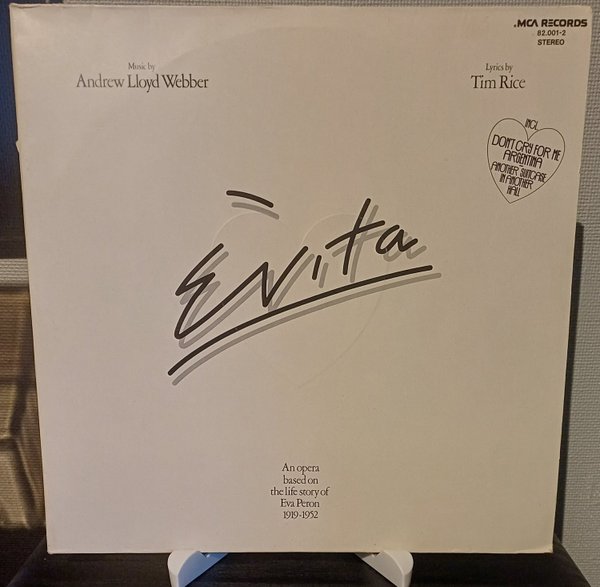 MCA RECORDS
82.001-2
STEREO
Music by
Andrew Lloyd Webber
Lyrics by
Tim Rice
INCL.
DON'T CRY FOR ME
ARGENTINA
ANOTHER SUITCASE
IN ANOTHER
HALL
Evita
An opera
based on
the life story of
Eva Peron
1919-1952